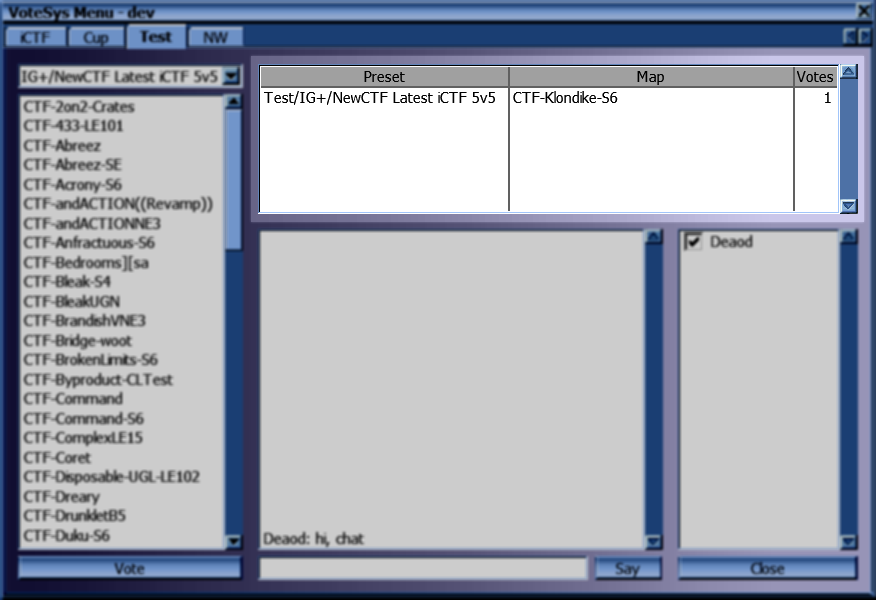 VoteSys Menu - dev
iCTF Cup Test NW
IG+/NewCTF Latest iCTF 5v5
CTF-2on2-Crates
CTF-433-LE101
CTF-Abreez
CTF-Abreez-SE
CTF-Acrony-S6
CTF-andACTION((Revamp))
CTF-andACTIONNE3
CTF-Anfractuous-S6
CTF-Bedrooms][sa
CTF-Bleak-S4
CTF-BleakUGN
CTF-BrandishVNE3
CTF-Bridge-woot
CTF-BrokenLimits-S6
CTF-Byproduct-CLTest
CTF-Command
CTF-Command-S6
CTF-ComplexLE15
CTF-Coret
CTF-Disposable-UGL-LE102
CTF-Dreary
CTF-DrunkletB5
CTF-Duku-S6
Vote
Preset Map Votes
Test/IG+/NewCTF Latest iCTF 5v5 CTF-Klondike-S6 1
Deaod: hi, chat
Say
Deaod
Close